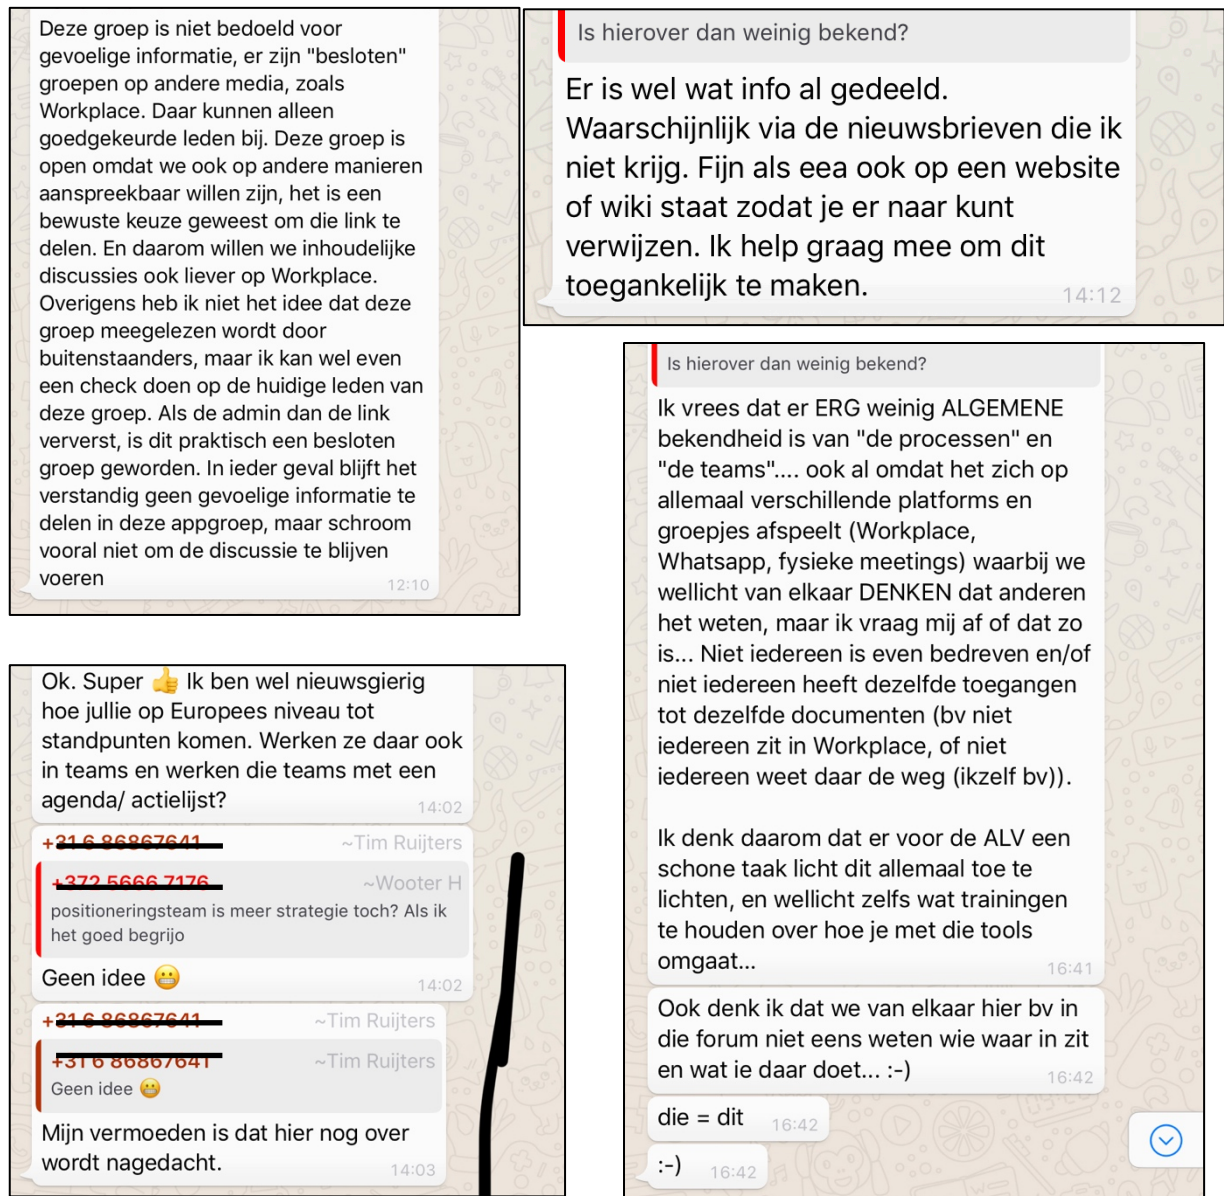 Deze groep is niet bedoeld voor
gevoelige informatie, er zijn "besloten"
groepen op andere media, zoals
Workplace. Daar kunnen alleen
goedgekeurde leden bij. Deze groep is
open omdat we ook op andere manieren
aanspreekbaar willen zijn, het is een
bewuste keuze geweest om die link te
delen. En daarom willen we inhoudelijke
discussies ook liever op Workplace.
Overigens heb ik niet het idee dat deze
groep meegelezen wordt door
buitenstaanders, maar ik kan wel even
een check doen op de huidige leden van
deze groep. Als de admin dan de link
ververst, is dit praktisch een besloten
groep geworden. In ieder geval blijft het
verstandig geen gevoelige informatie te
delen in deze appgroep, maar schroom
vooral niet om de discussie te blijven
voeren
12:10
Is hierover dan weinig bekend?
Er is wel wat info al gedeeld.
Waarschijnlijk via de nieuwsbrieven die ik
niet krijg. Fijn als eea ook op een website
of wiki staat zodat je er naar kunt
verwijzen. Ik help graag mee om dit
toegankelijk te maken.
14:12
Ok. Super 👍 Ik ben wel nieuwsgierig
hoe jullie op Europees niveau tot
standpunten komen. Werken ze daar ook
in teams en werken die teams met een
agenda/ actielijst?
14:02
~Tim Ruijters
~Wooter H
positioneringsteam is meer strategie toch? Als ik
het goed begrijo
Geen idee 😬
14:02
~Tim Ruijters
~Tim Ruijters
Geen idee 😬
Mijn vermoeden is dat hier nog over
wordt nagedacht.
14:03
Is hierover dan weinig bekend?
Ik vrees dat er ERG weinig ALGEMENE
bekendheid is van "de processen" en
"de teams".... ook al omdat het zich op
allemaal verschillende platforms en
groepjes afspeelt (Workplace,
Whatsapp, fysieke meetings) waarbij we
wellicht van elkaar DENKEN dat anderen
het weten, maar ik vraag mij af of dat zo
is... Niet iedereen is even bedreven en/of
niet iedereen heeft dezelfde toegangen
tot dezelfde documenten (bv niet
iedereen zit in Workplace, of niet
iedereen weet daar de weg (ikzelf bv)).
Ik denk daarom dat er voor de ALV een
schone taak licht dit allemaal toe te
lichten, en wellicht zelfs wat trainingen
te houden over hoe je met die tools
omgaat...
16:41
Ook denk ik dat we van elkaar hier bv in
die forum niet eens weten wie waar in zit
en wat ie daar doet... :-)
16:42
die = dit
16:42
:-)
16:42